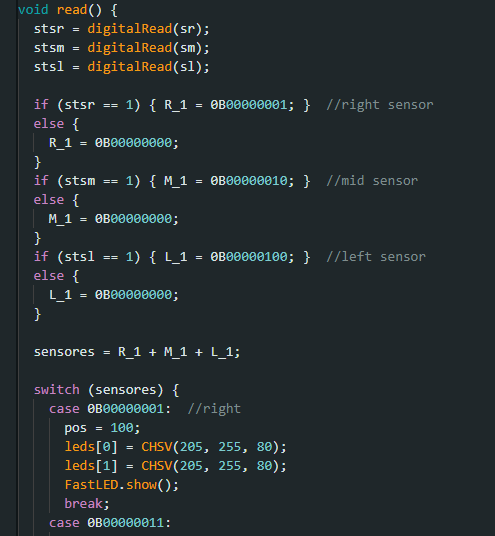 void read() {
stsr = digitalRead(sr);
stsm = digitalRead(sm);
stsl = digitalRead(sl);
if (stsr == 1) { R_1 = 0B00000001; }  //right sensor
else {
R_1 = 0B00000000;
}
if (stsm == 1) { M_1 = 0B00000010; }  //mid sensor
else {
M_1 = 0B00000000;
}
if (stsl == 1) { L_1 = 0B00000100; }  //left sensor
else {
L_1 = 0B00000000;
}
sensores = R_1 + M_1 + L_1;
switch (sensores) {
case 0B00000001:  //right
pos = 100;
leds[0] = CHSV(205, 255, 80);
leds[1] = CHSV(205, 255, 80);
FastLED.show();
break;
case 0B00000011: